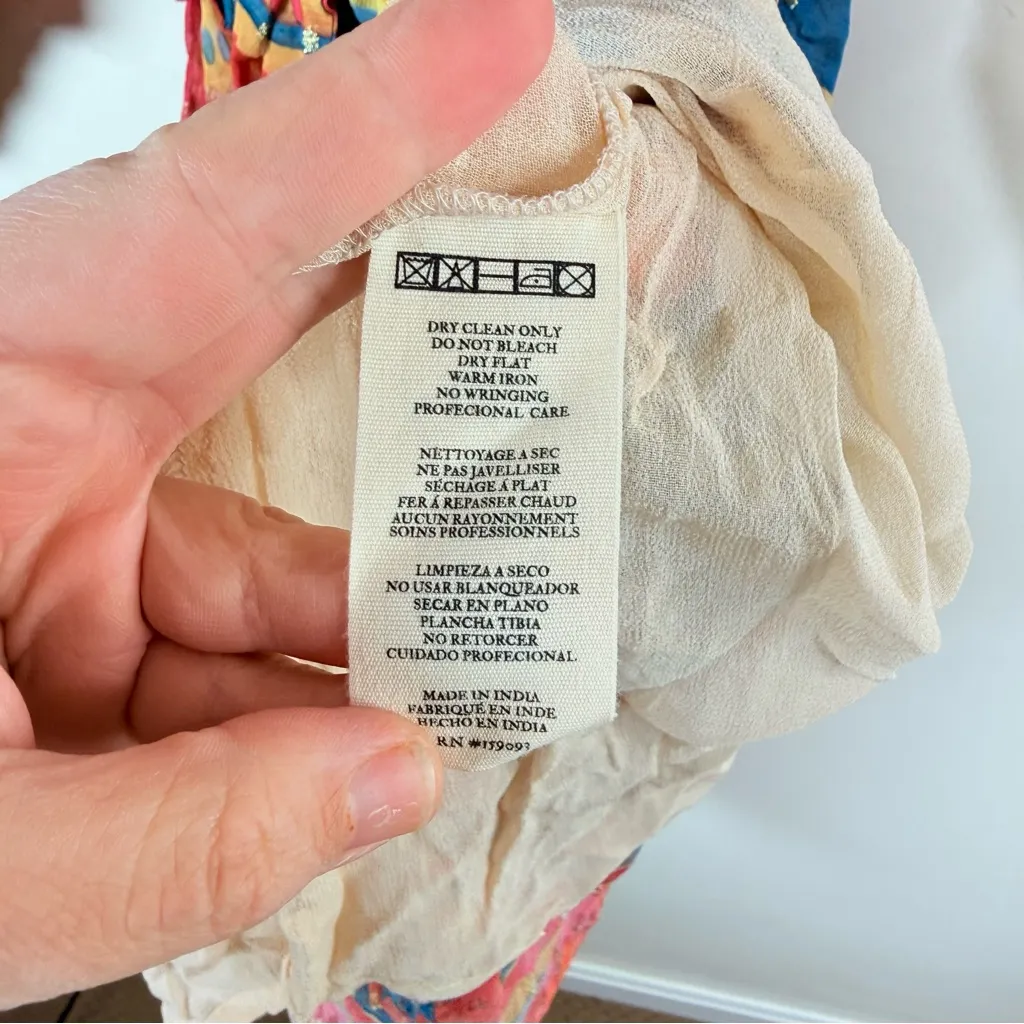 DRY CLEAN ONLY
DO NOT BLEACH
DRY FLAT
WARM IRON
NO WRINGING
PROFECIONAL CARE
NETTOYAGE A SEC
NE PAS JAVELLISER
SÉCHAGE Á PLAT
FER Á REPASSER CHAUD
AUCUN RAYONNEMENT
SOINS PROFESSIONNELS
LIMPIEZA A SECO
NO USAR BLANQUEADOR
SECAR EN PLANO
PLANCHA TIBIA
NO RETORCER
CUIDADO PROFECIONAL
MADE IN INDIA
FABRIQUÉ EN INDE
HECHO EN INDIA
RN #159093